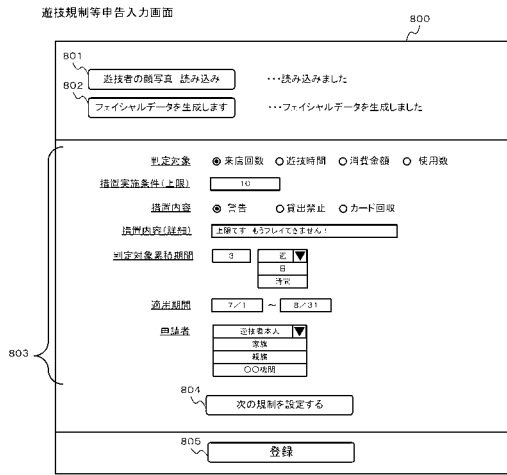 遊技規制等申告入力画面
800
801
遊技者の顔写真 読み込み ・・・読み込みました
802
フェイシャルデータを生成します ・・・フェイシャルデータを生成しました
判定対象 来店回数 遊技時間 消費金額 使用数
措置実施条件(上限) 10
措置内容 警告 貸出禁止 カード回収
措置内容(詳細) 上限です もうプレイできません!
判定対象累積期間 3 週
日
時間
適用期間 7/1 ~ 8/31
申請者 遊技者本人
家族
親族
〇〇機関
803
804
次の規制を設定する
805
登録